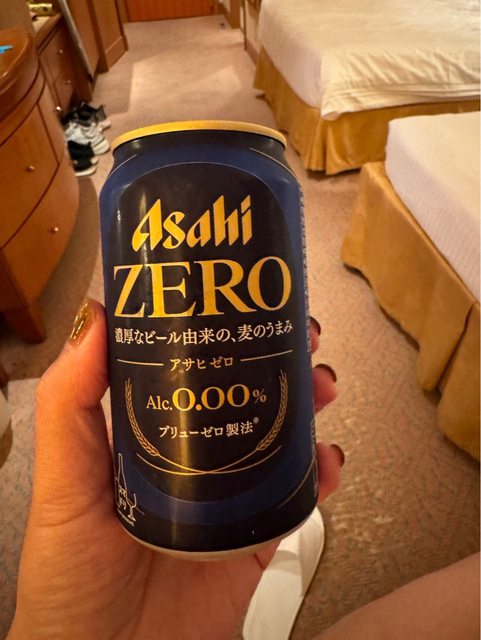 Asahi
ZERO
濃厚なビール由来の、麦のうまみ
アサヒゼロ
Alc.0.00%
ブリューゼロ製法※